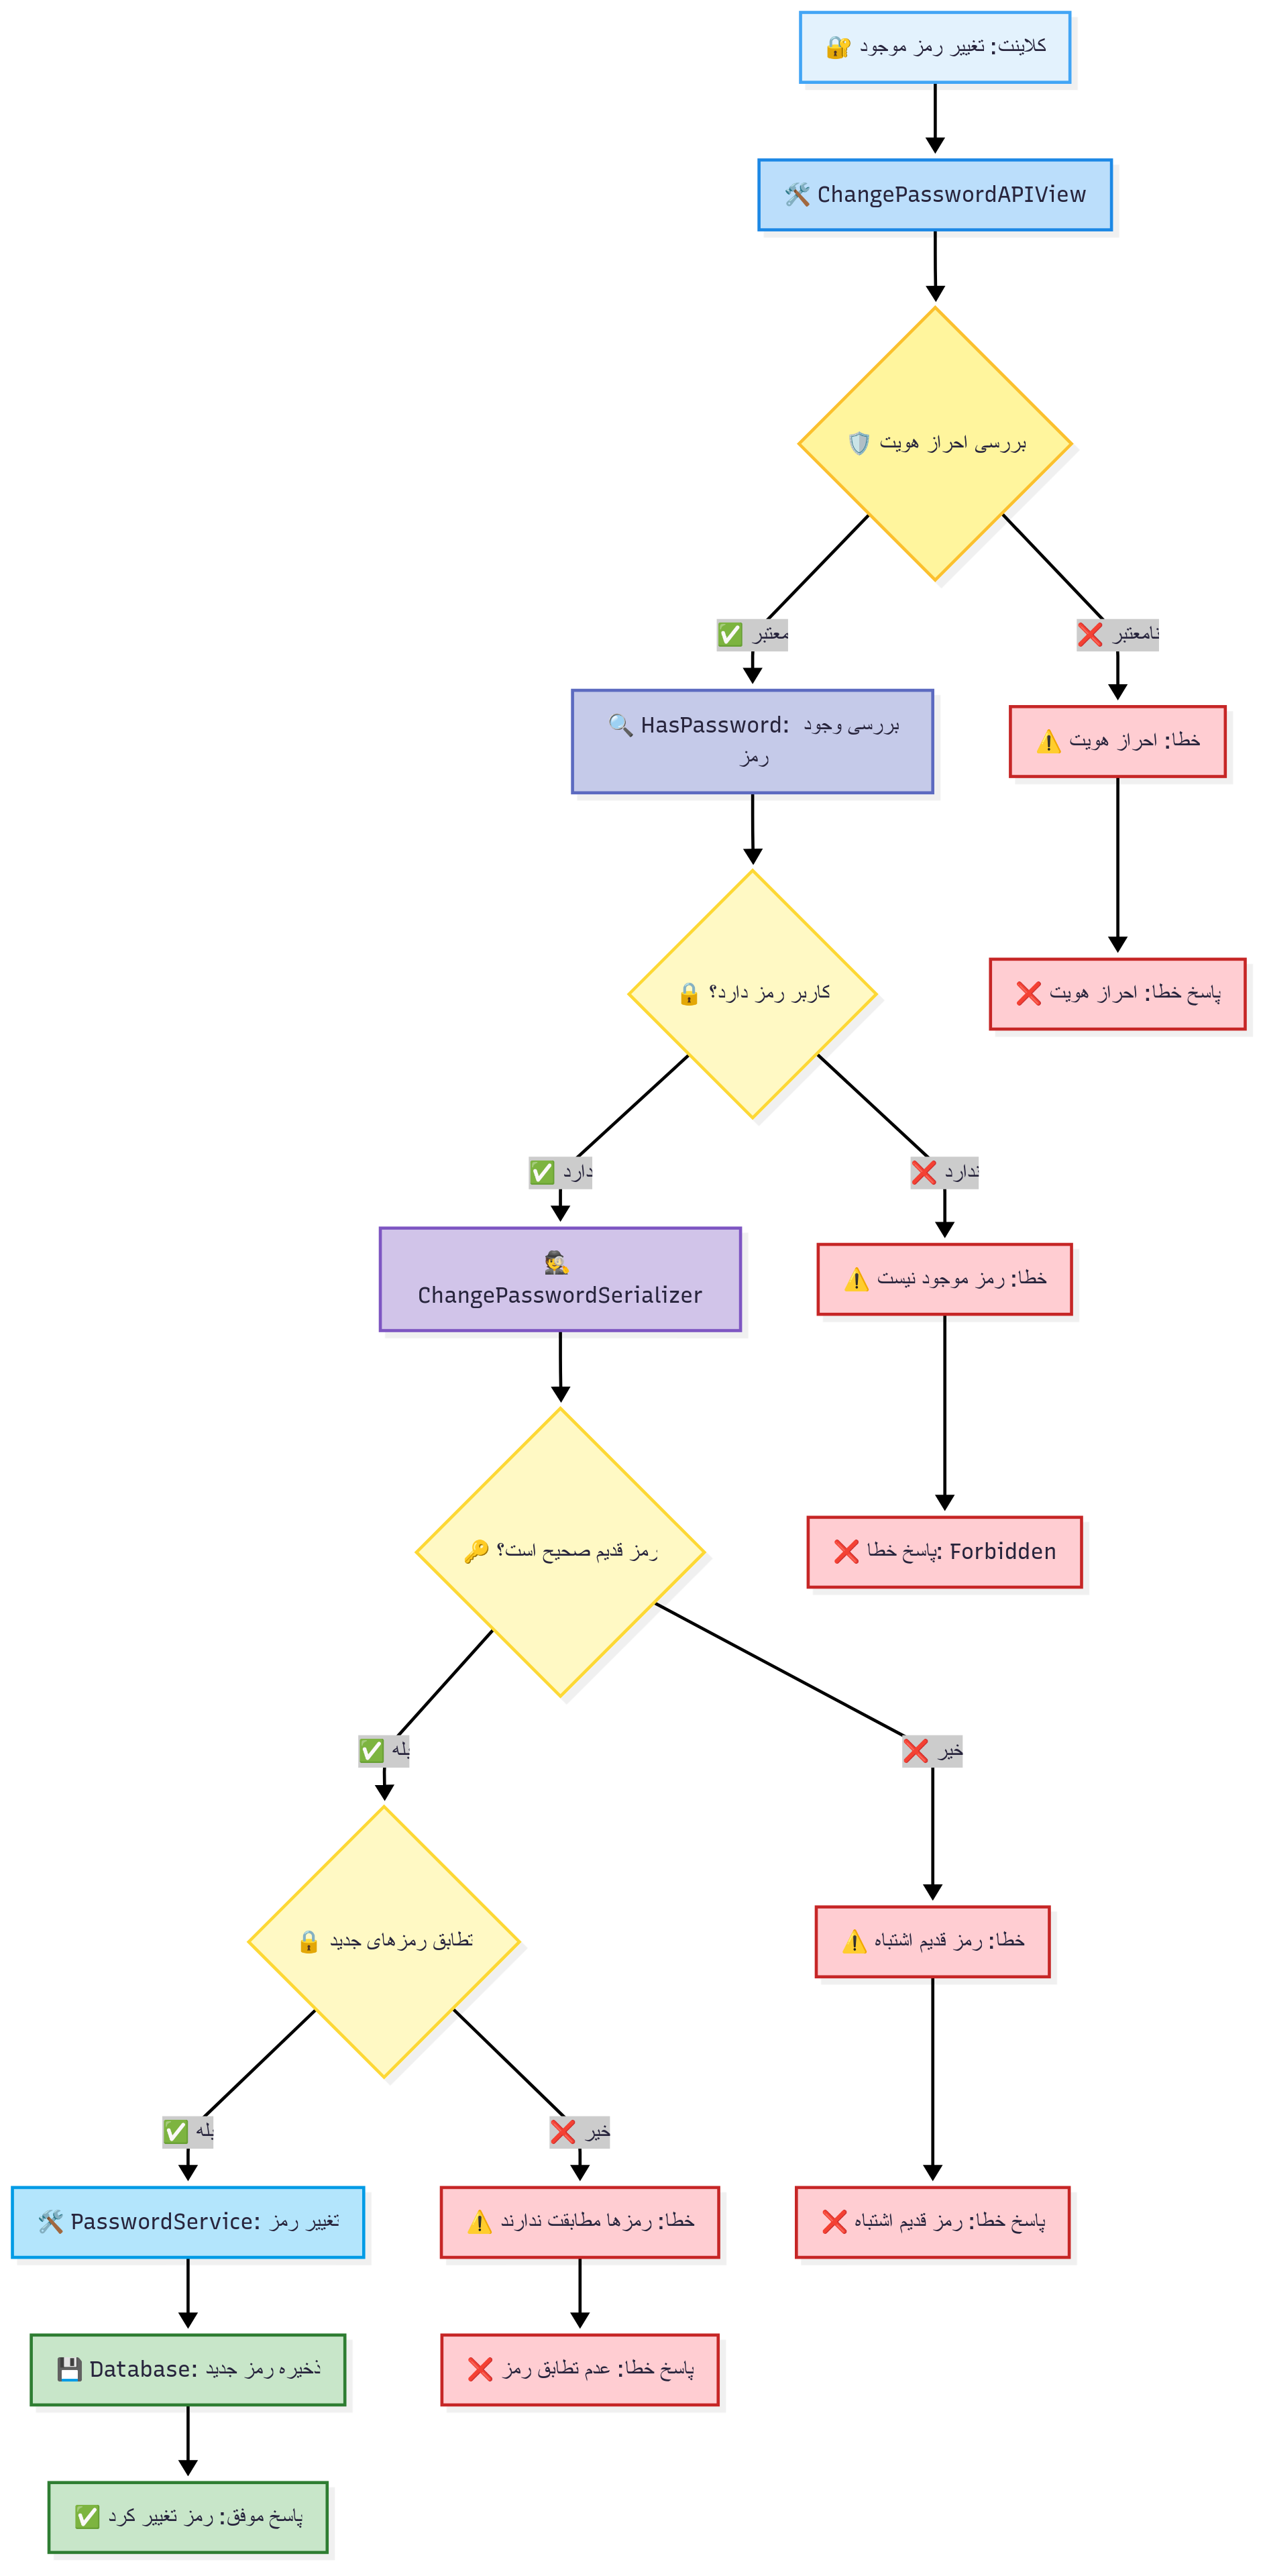 🔐 کلاینت: تغییر رمز موجود
🛠️ ChangePasswordAPIView
🛡️ بررسی احراز هویت
✅ معتبر
❌ نامعتبر
🔍 HasPassword: بررسی وجود
رمز
⚠️ خطا: احراز هویت
🔒 کاربر رمز دارد؟
❌ پاسخ خطا: احراز هویت
✅ دارد
❌ ندارد
🕵️
ChangePasswordSerializer
⚠️ خطا: رمز موجود نیست
🔑 رمز قدیم صحیح است؟
❌ پاسخ خطا: Forbidden
✅ بله
❌ خیر
🔒 تطابق رمزهای جدید
⚠️ خطا: رمز قدیم اشتباه
✅ بله
❌ خیر
🛠️ PasswordService: تغییر رمز
⚠️ خطا: رمزها مطابقت ندارند
❌ پاسخ خطا: رمز قدیم اشتباه
💾 Database: ذخیره رمز جدید
❌ پاسخ خطا: عدم تطابق رمز
✅ پاسخ موفق: رمز تغییر کرد